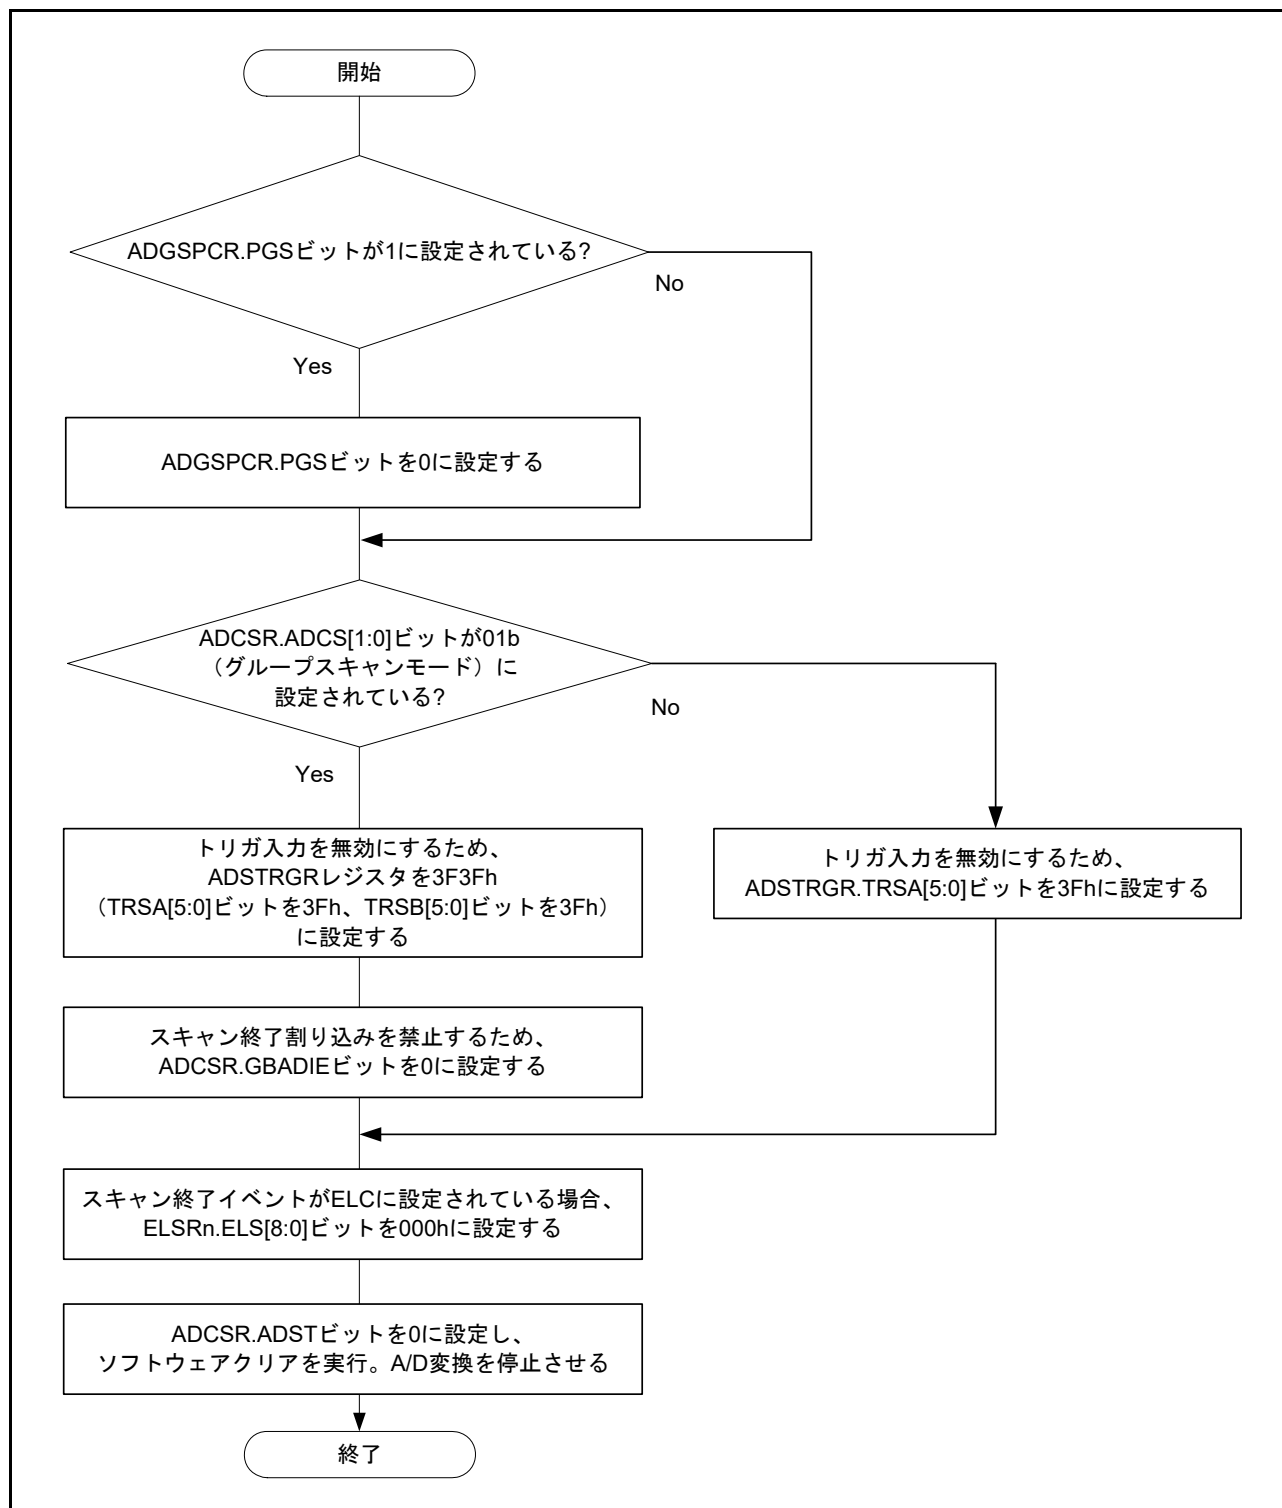 開始
ADGSPCR.PGSビットが1に設定されている?
No
Yes
ADGSPCR.PGSビットを0に設定する
ADCSR.ADCS[1:0]ビットが01b
（グループスキャンモード）に
設定されている?
No
Yes
トリガ入力を無効にするため、
ADSTRGRレジスタを3F3Fh
（TRSA[5:0]ビットを3Fh、TRSB[5:0]ビットを3Fh）
に設定する
トリガ入力を無効にするため、
ADSTRGR.TRSA[5:0]ビットを3Fhに設定する
スキャン終了割り込みを禁止するため、
ADCSR.GBADIEビットを0に設定する
スキャン終了イベントがELCに設定されている場合、
ELSRn.ELS[8:0]ビットを000hに設定する
ADCSR.ADSTビットを0に設定し、
ソフトウェアクリアを実行。A/D変換を停止させる
終了